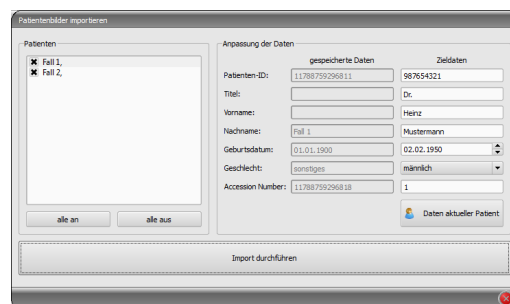 Patientenbilder importieren
Patienten
Fall 1,
Fall 2,
alle an alle aus
Anpassung der Daten
gespeicherte Daten Zieldaten
Patienten-ID: 11788759296811 987654321
Titel: Dr.
Vorname: Heinz
Nachname: Fall 1 Mustermann
Geburtsdatum: 01.01.1900 02.02.1950
Geschlecht: sonstiges männlich
Accession Number: 11788759296818 1
Daten aktueller Patient
Import durchführen